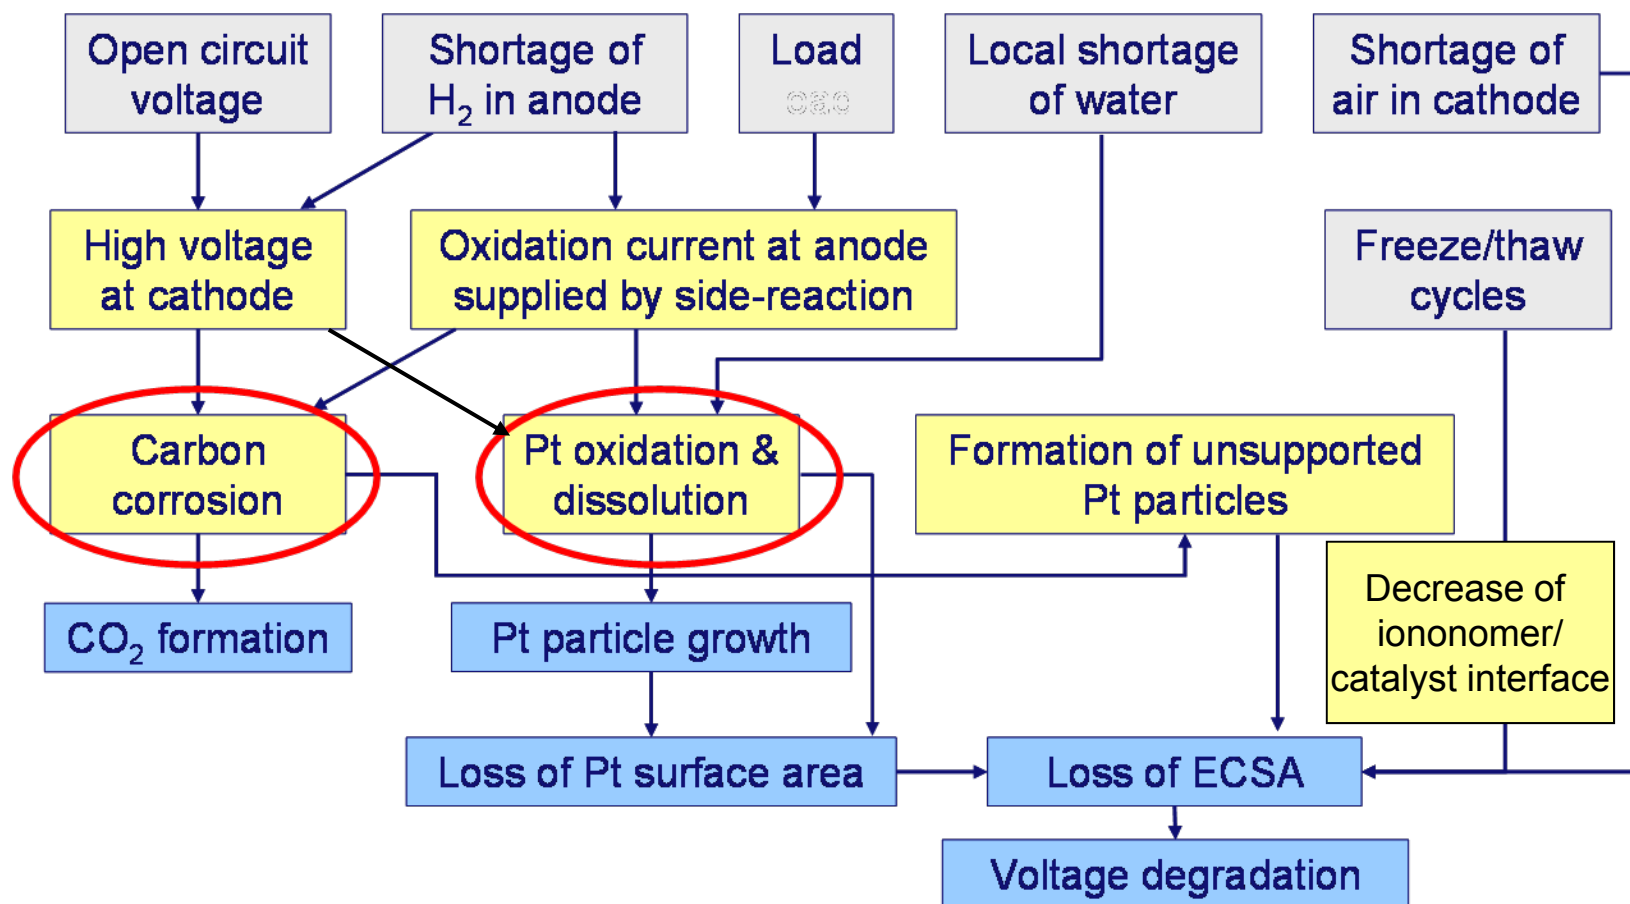 Open circuit
voltage
Shortage of
H₂ in anode
Load
Local shortage
of water
Shortage of
air in cathode
High voltage
at cathode
Oxidation current at anode
supplied by side-reaction
Freeze/thaw
cycles
Carbon
corrosion
Pt oxidation &
dissolution
Formation of unsupported
Pt particles
Decrease of
iononomer/
catalyst interface
CO₂ formation
Pt particle growth
Loss of Pt surface area
Loss of ECSA
Voltage degradation